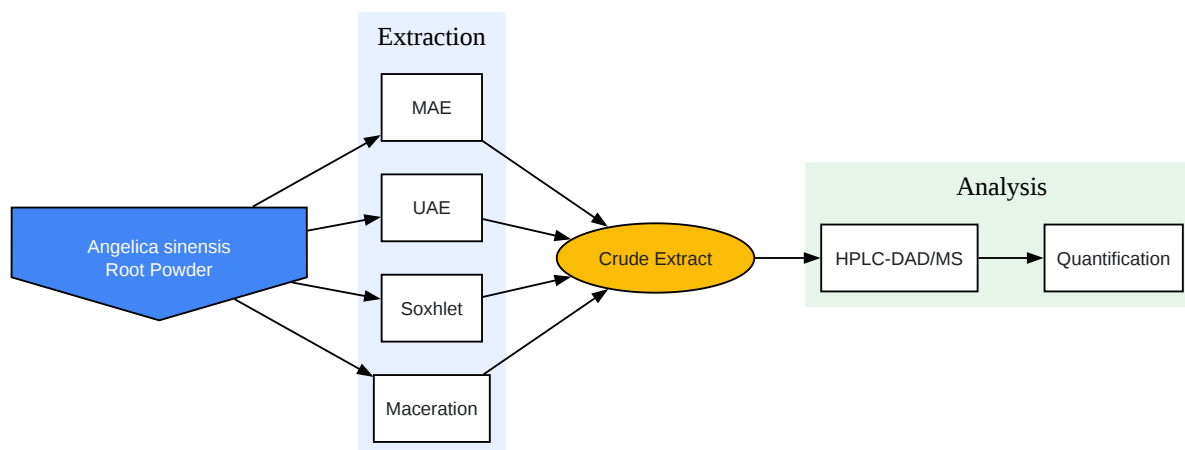 Extraction
MAE
UAE
Soxhlet
Maceration
Angelica sinensis
Root Powder
Crude Extract
Analysis
HPLC-DAD/MS
Quantification